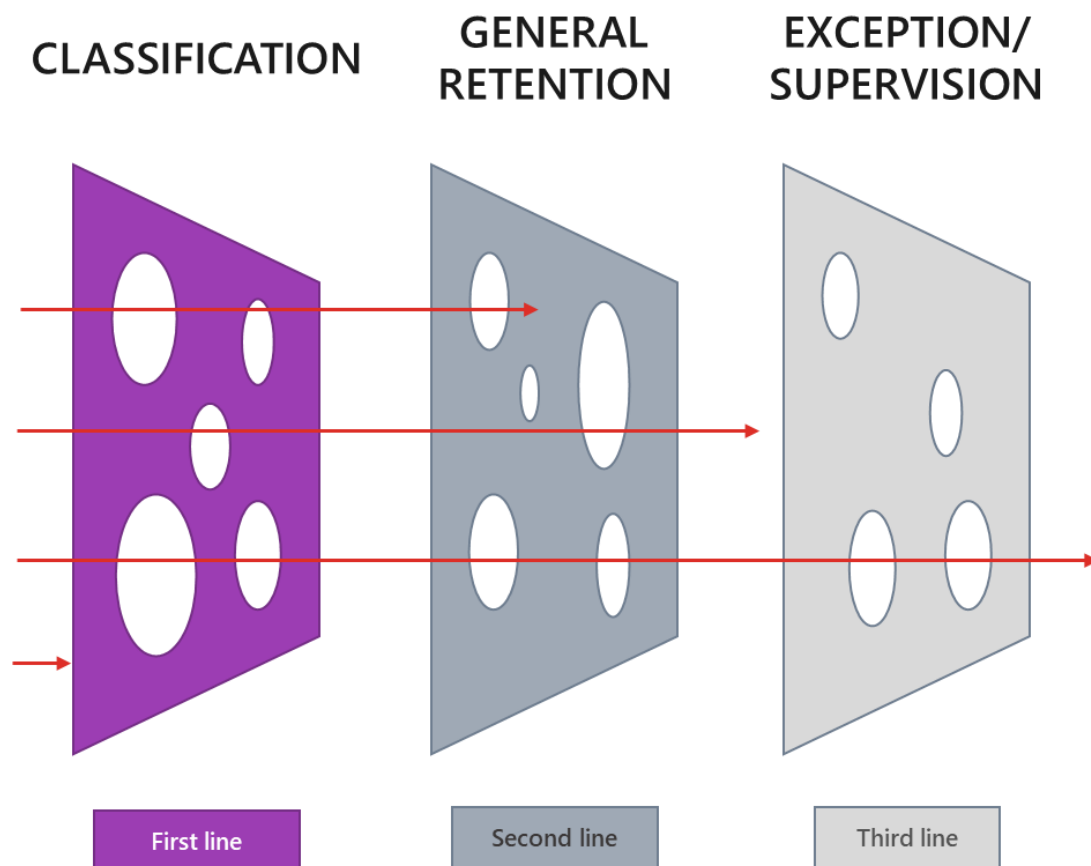 CLASSIFICATION
GENERAL
RETENTION
EXCEPTION/
SUPERVISION
First line
Second line
Third line